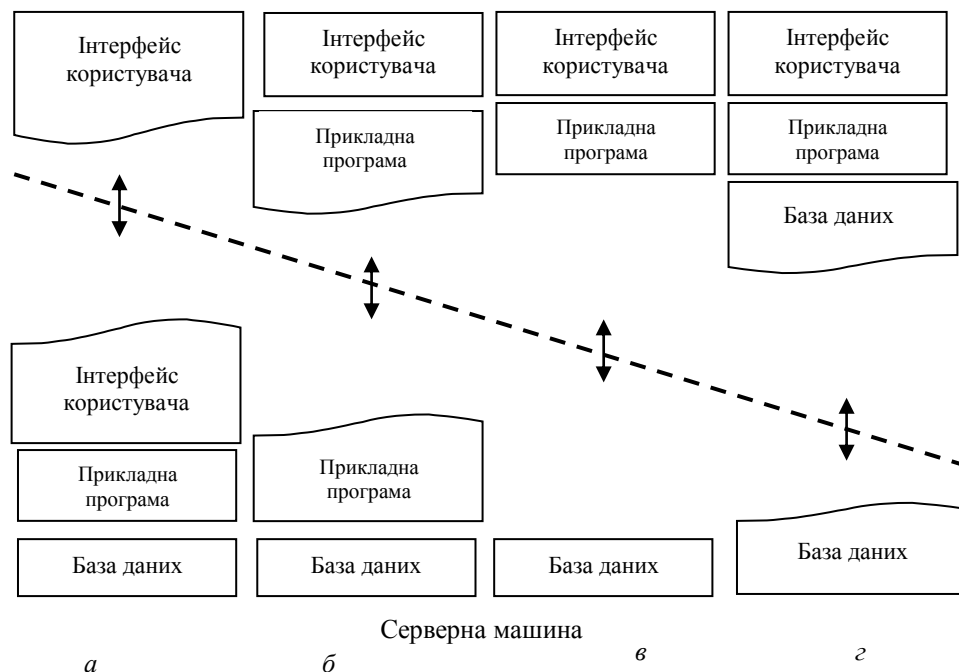 Інтерфейс
користувача
Інтерфейс
користувача
Інтерфейс
користувача
Інтерфейс
користувача
Прикладна
програма
Прикладна
програма
Прикладна
програма
База даних
Інтерфейс
користувача
Прикладна
програма
Прикладна
програма
База даних
База даних
База даних
База даних
Серверна машина
а
б
в
г